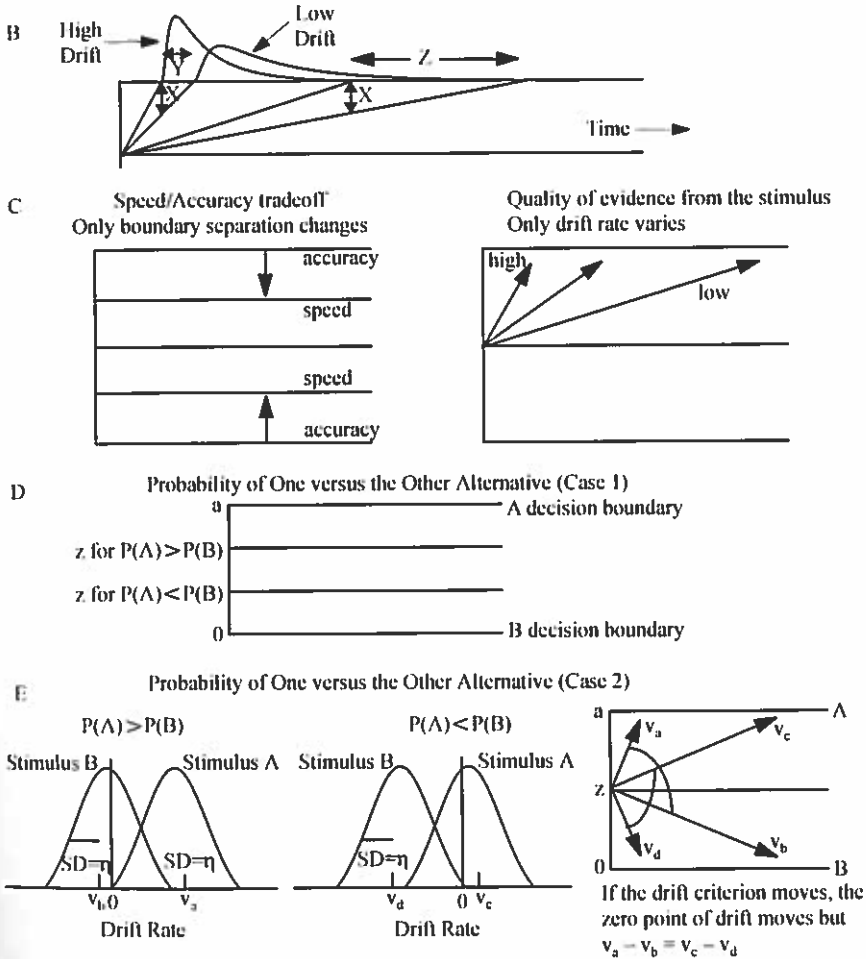 B
High
Drift
Low
Drift
Y
Z
X
X
Time
C
Speed/Accuracy tradeoff
Only boundary separation changes
accuracy
speed
speed
accuracy
Quality of evidence from the stimulus
Only drift rate varies
high
low
D
Probability of One versus the Other Alternative (Case 1)
a
A decision boundary
z for P(A)>P(B)
z for P(A)<P(B)
0
B decision boundary
E
Probability of One versus the Other Alternative (Case 2)
P(A)>P(B)
Stimulus B
Stimulus A
SD=η
SD=η
v_b 0
v_a
Drift Rate
P(A)<P(B)
Stimulus B
Stimulus A
SD=η
v_d
0
v_c
Drift Rate
a
A
v_a
v_c
z
v_d
v_b
0
B
If the drift criterion moves, the
zero point of drift moves but
v_a – v_b = v_c – v_d